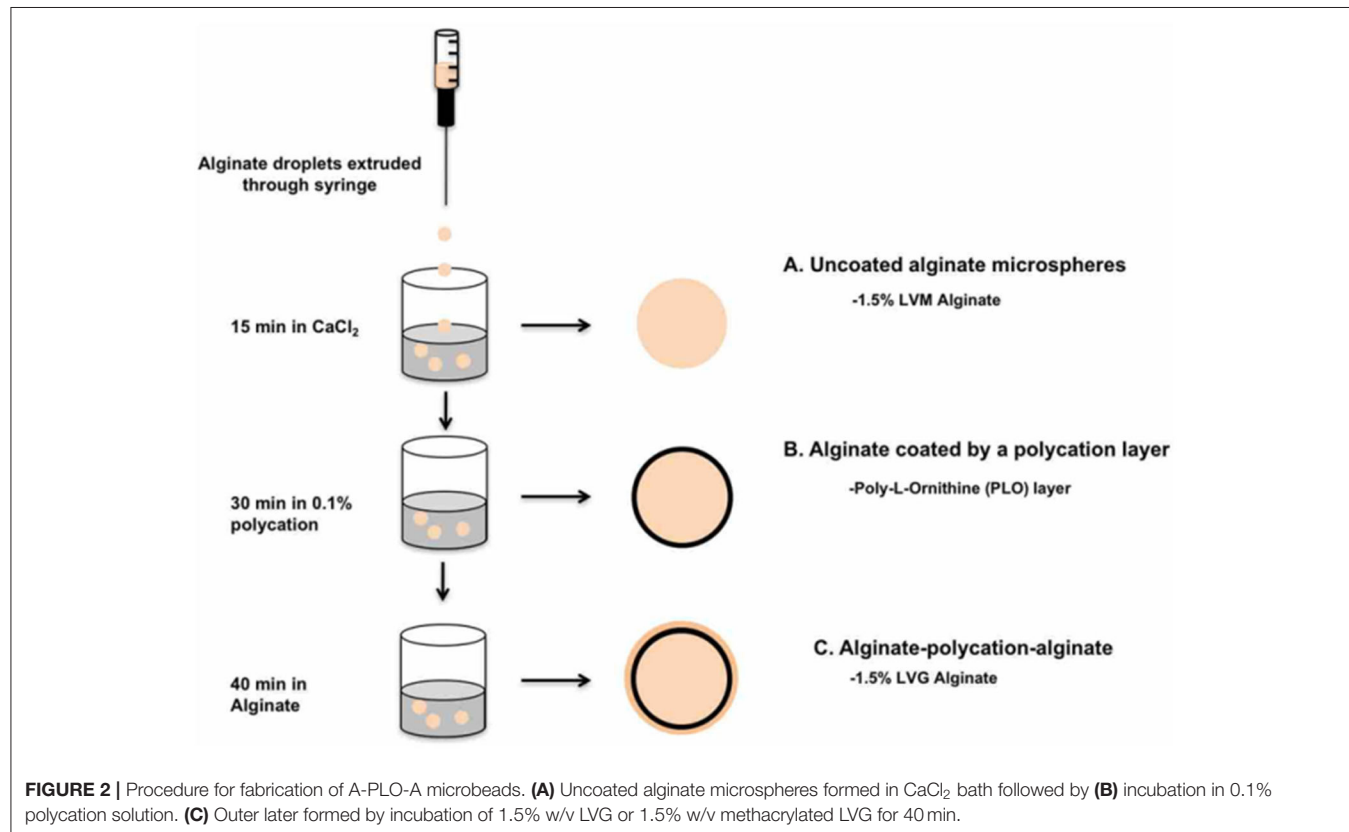 Alginate droplets extruded
through syringe
15 min in CaCl₂
A. Uncoated alginate microspheres
-1.5% LVM Alginate
30 min in 0.1%
polycation
B. Alginate coated by a polycation layer
-Poly-L-Ornithine (PLO) layer
40 min in
Alginate
C. Alginate-polycation-alginate
-1.5% LVG Alginate
FIGURE 2 | Procedure for fabrication of A-PLO-A microbeads. (A) Uncoated alginate microspheres formed in CaCl₂ bath followed by (B) incubation in 0.1%
polycation solution. (C) Outer later formed by incubation of 1.5% w/v LVG or 1.5% w/v methacrylated LVG for 40 min.